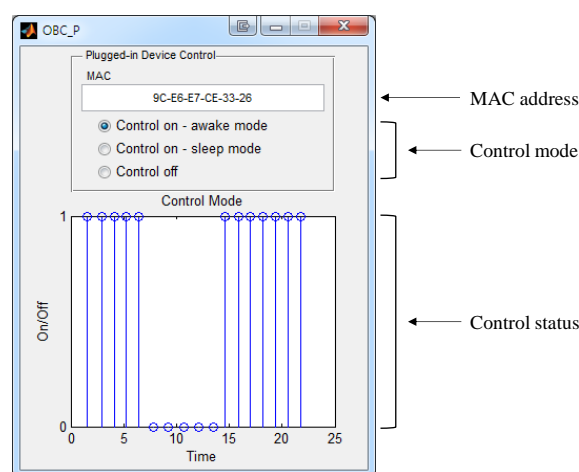 OBC_P
Plugged-in Device Control
MAC
9C-E6-E7-CE-33-26
MAC address
Control on - awake mode
Control on - sleep mode
Control mode
Control off
Control Mode
1
On/Off
Control status
0
0 5 10 15 20 25
Time